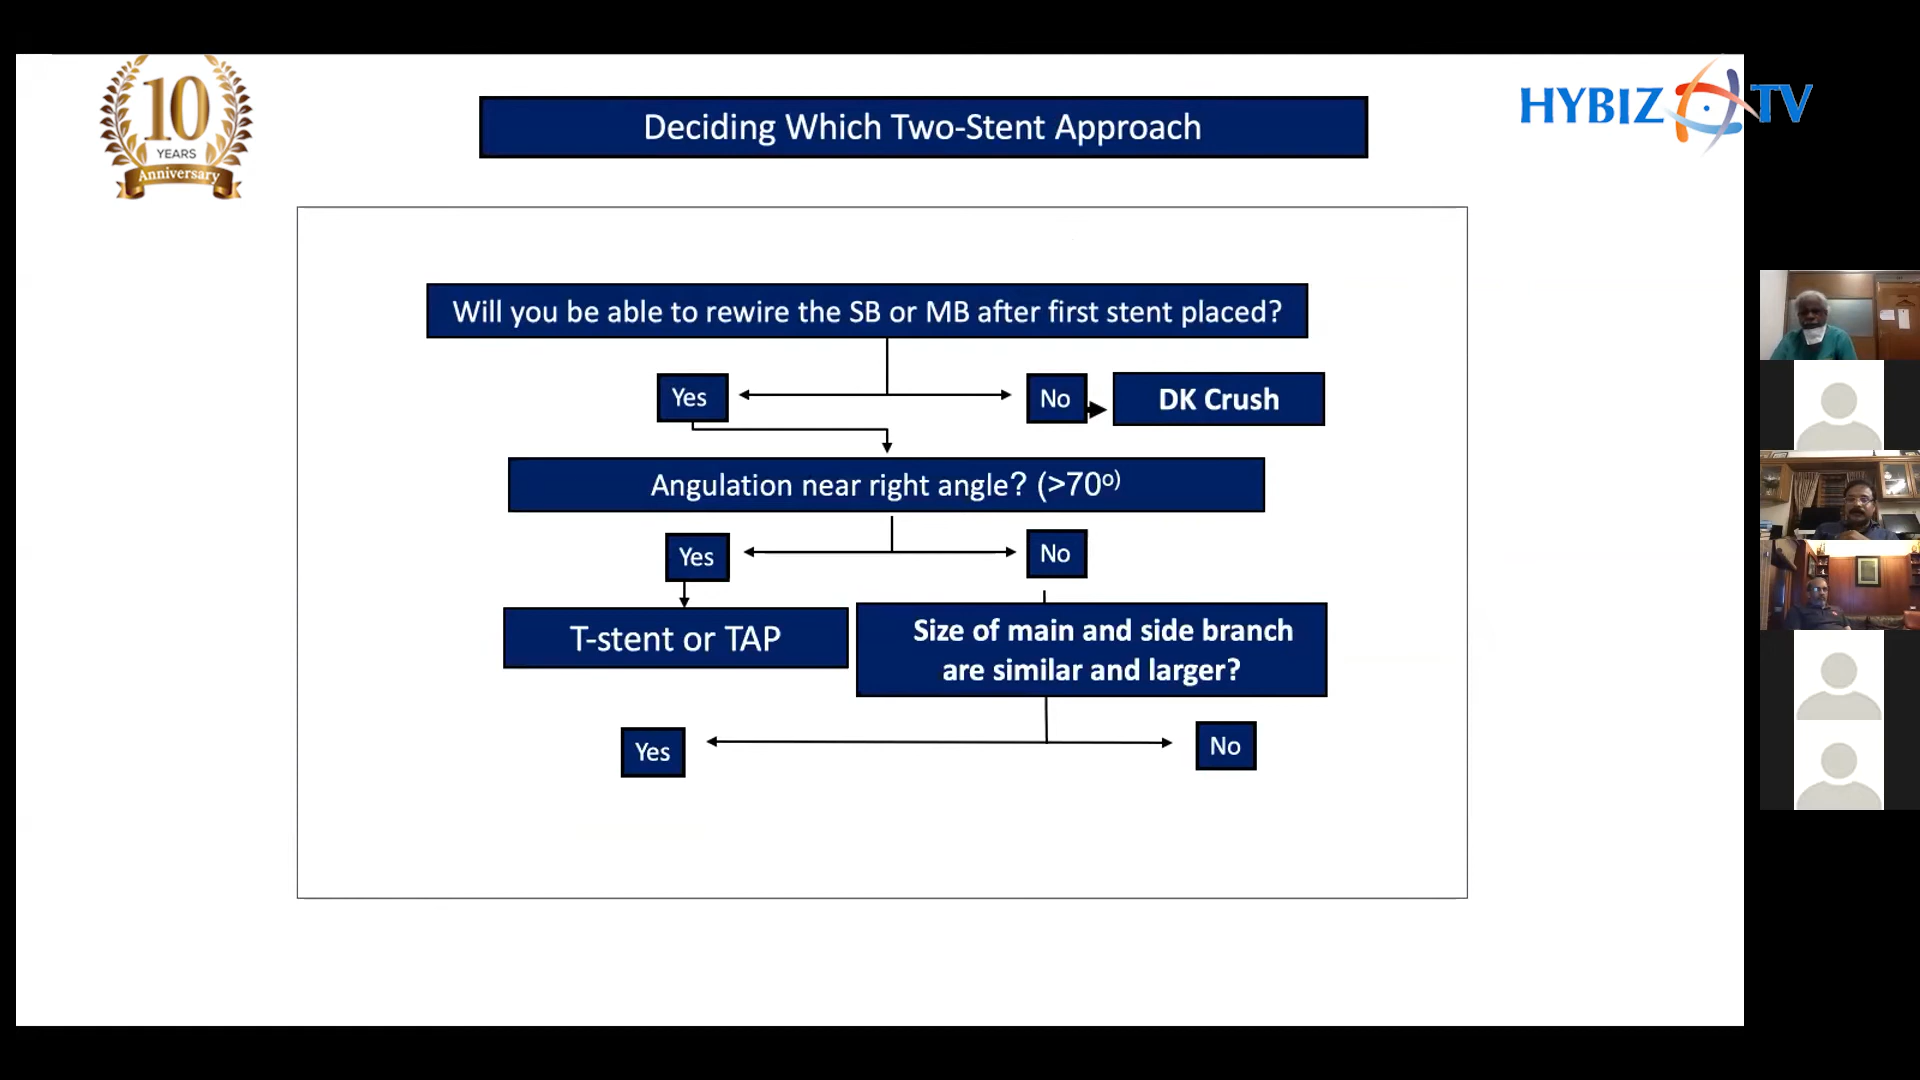 10
YEARS
Anniversary
HYBIZ TV
Deciding Which Two-Stent Approach
Will you be able to rewire the SB or MB after first stent placed?
Yes
No
DK Crush
Angulation near right angle? (>70º)
Yes
No
T-stent or TAP
Size of main and side branch
are similar and larger?
Yes
No